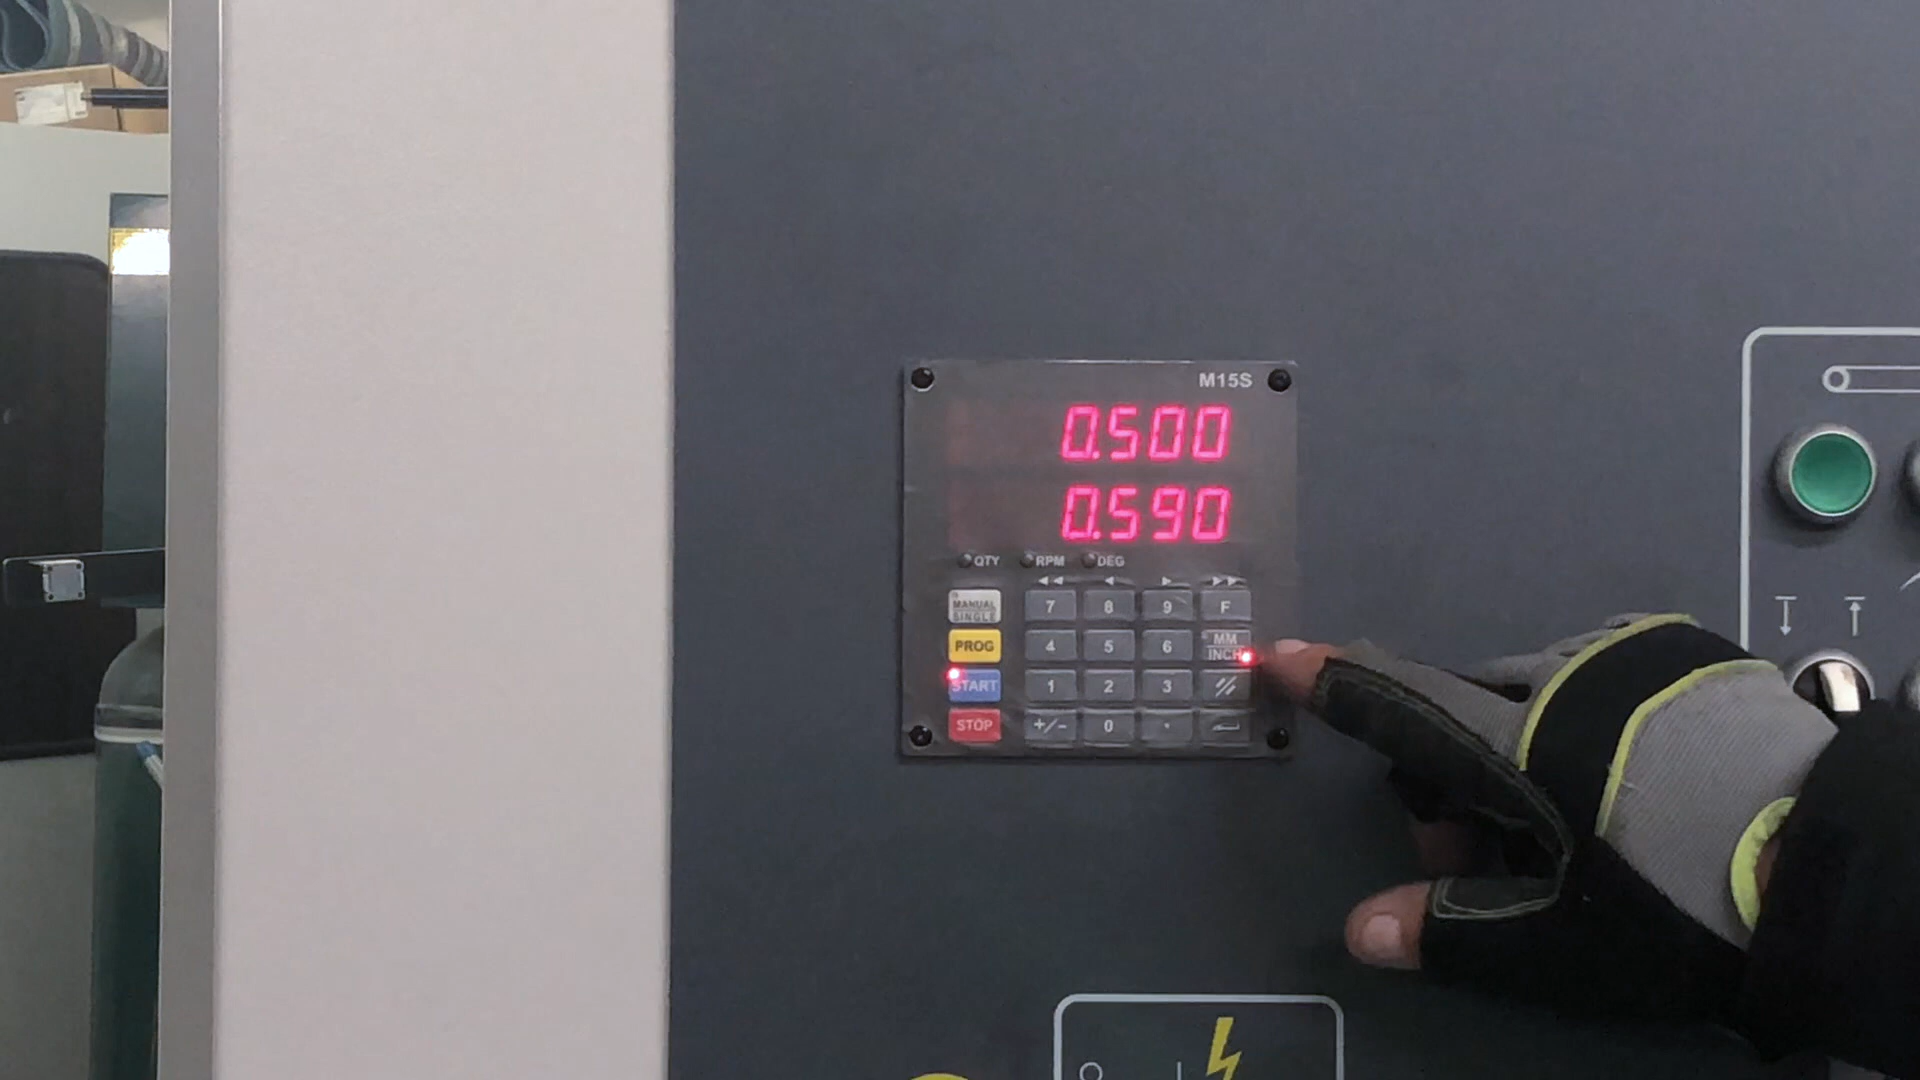 M15S
0.500
0.590
QTY RPM DEG
MANUAL
SINGLE
7 8 9 F
PROG
4 5 6
MM
INCH
START
1 2 3 //
STOP
+/- 0 .